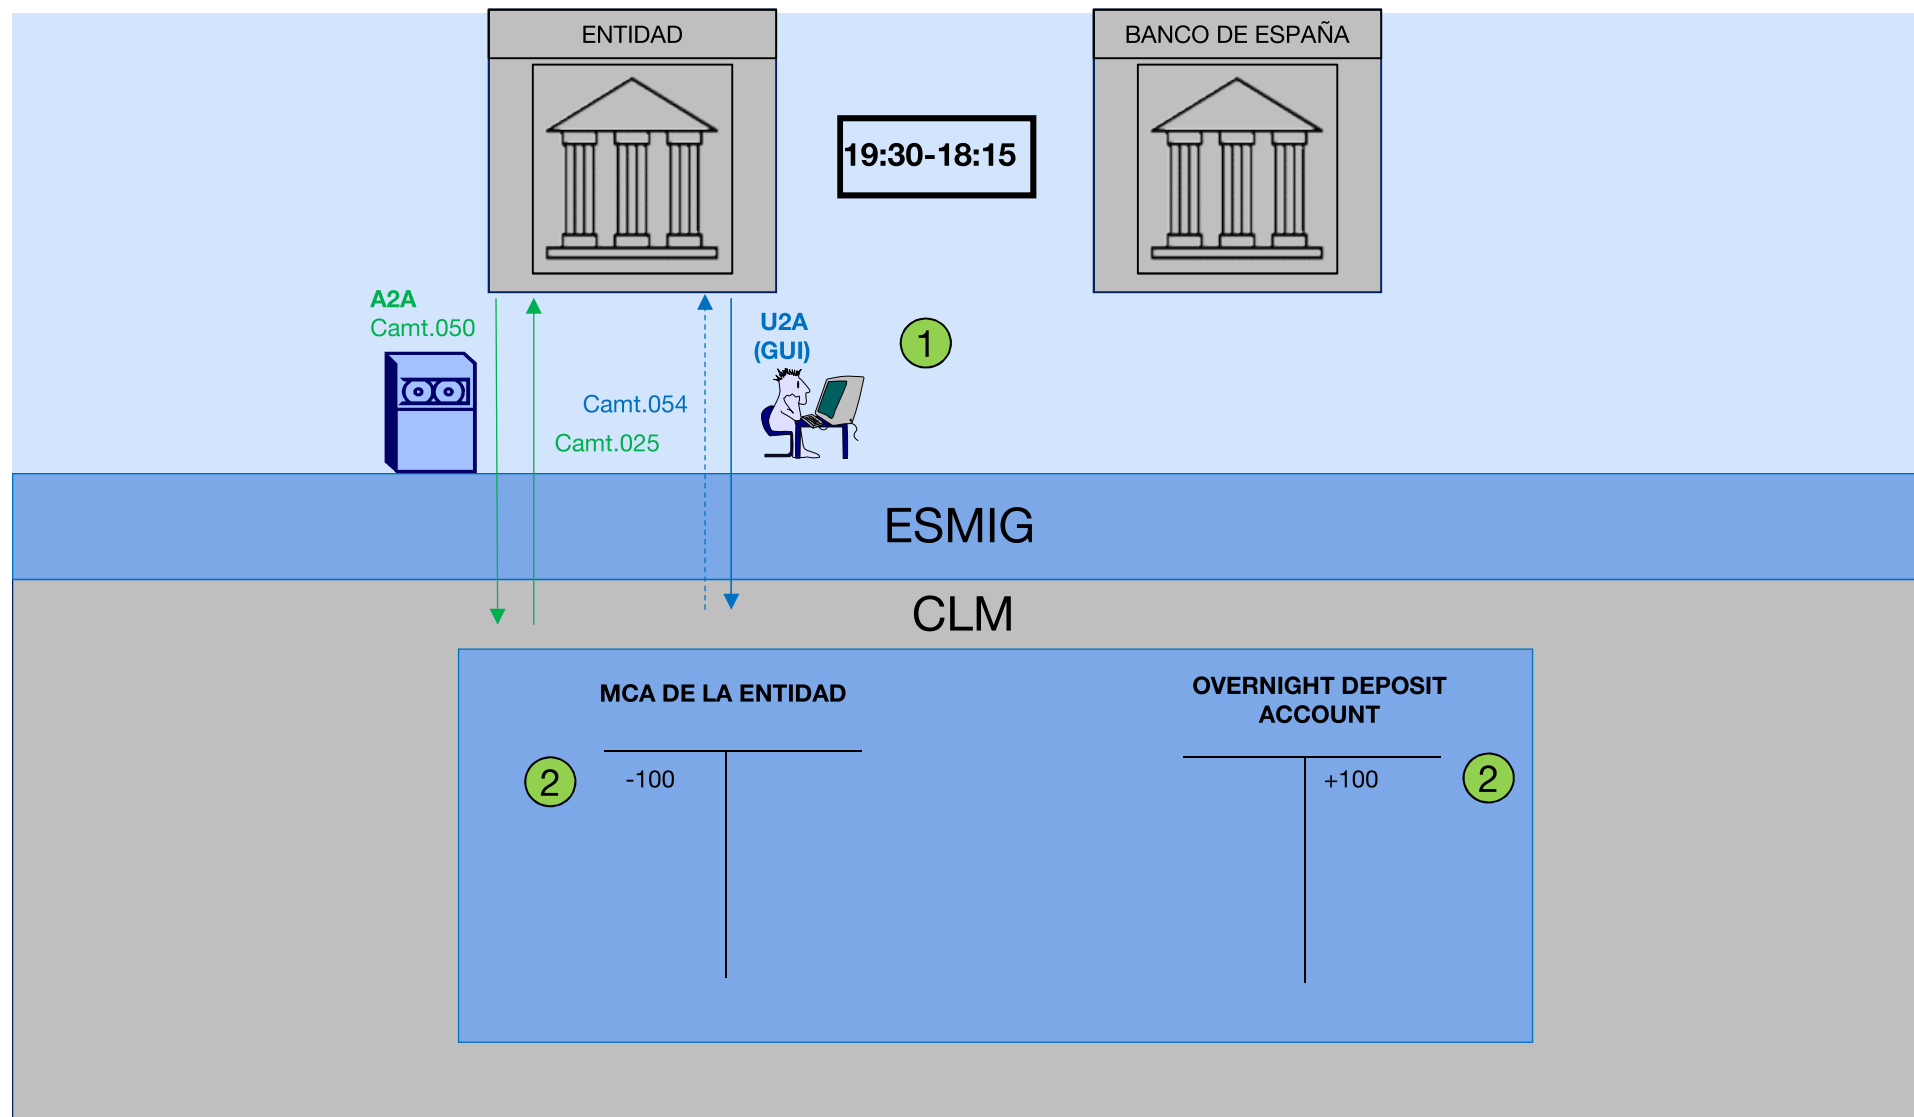 ENTIDAD
BANCO DE ESPAÑA
19:30-18:15
A2A
Camt.050
U2A
(GUI)
1
Camt.054
Camt.025
ESMIG
CLM
MCA DE LA ENTIDAD
OVERNIGHT DEPOSIT
ACCOUNT
2
-100
+100
2